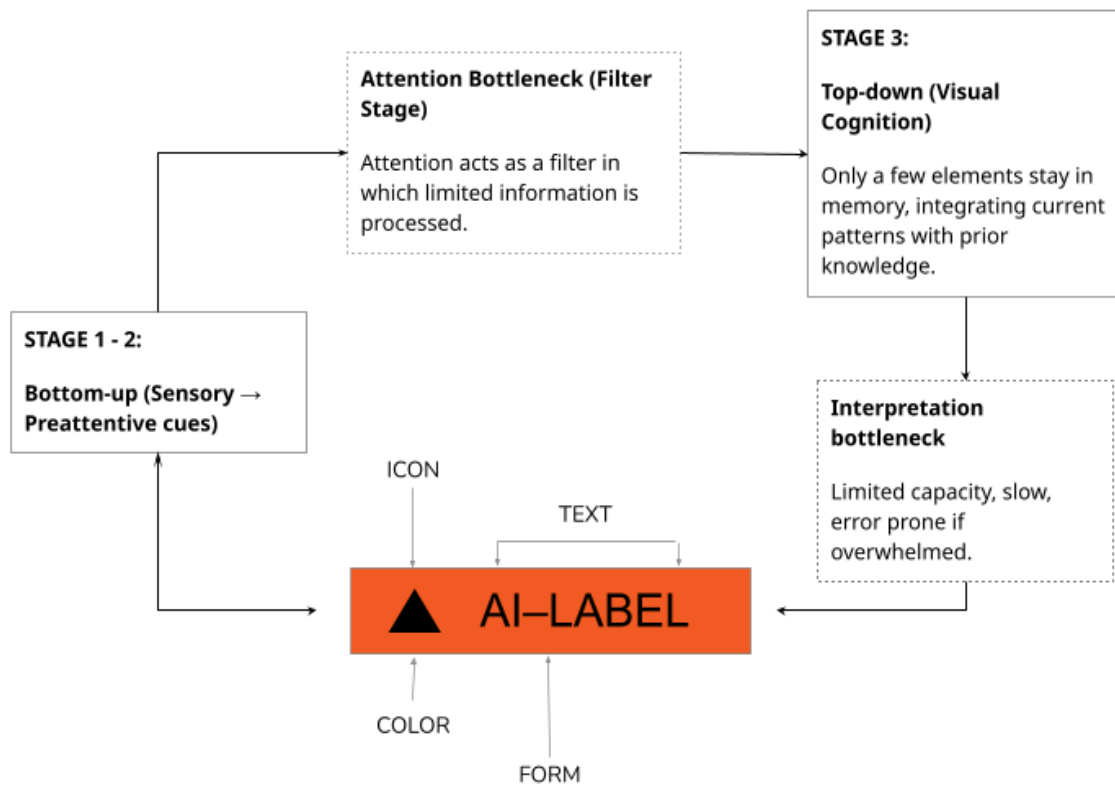 STAGE 3:
Top-down (Visual
Cognition)
Only a few elements stay in
memory, integrating current
patterns with prior
knowledge.
Attention Bottleneck (Filter
Stage)
Attention acts as a filter in
which limited information is
processed.
STAGE 1 - 2:
Bottom-up (Sensory →
Preattentive cues)
Interpretation
bottleneck
Limited capacity, slow,
error prone if
overwhelmed.
ICON
TEXT
AI–LABEL
COLOR
FORM